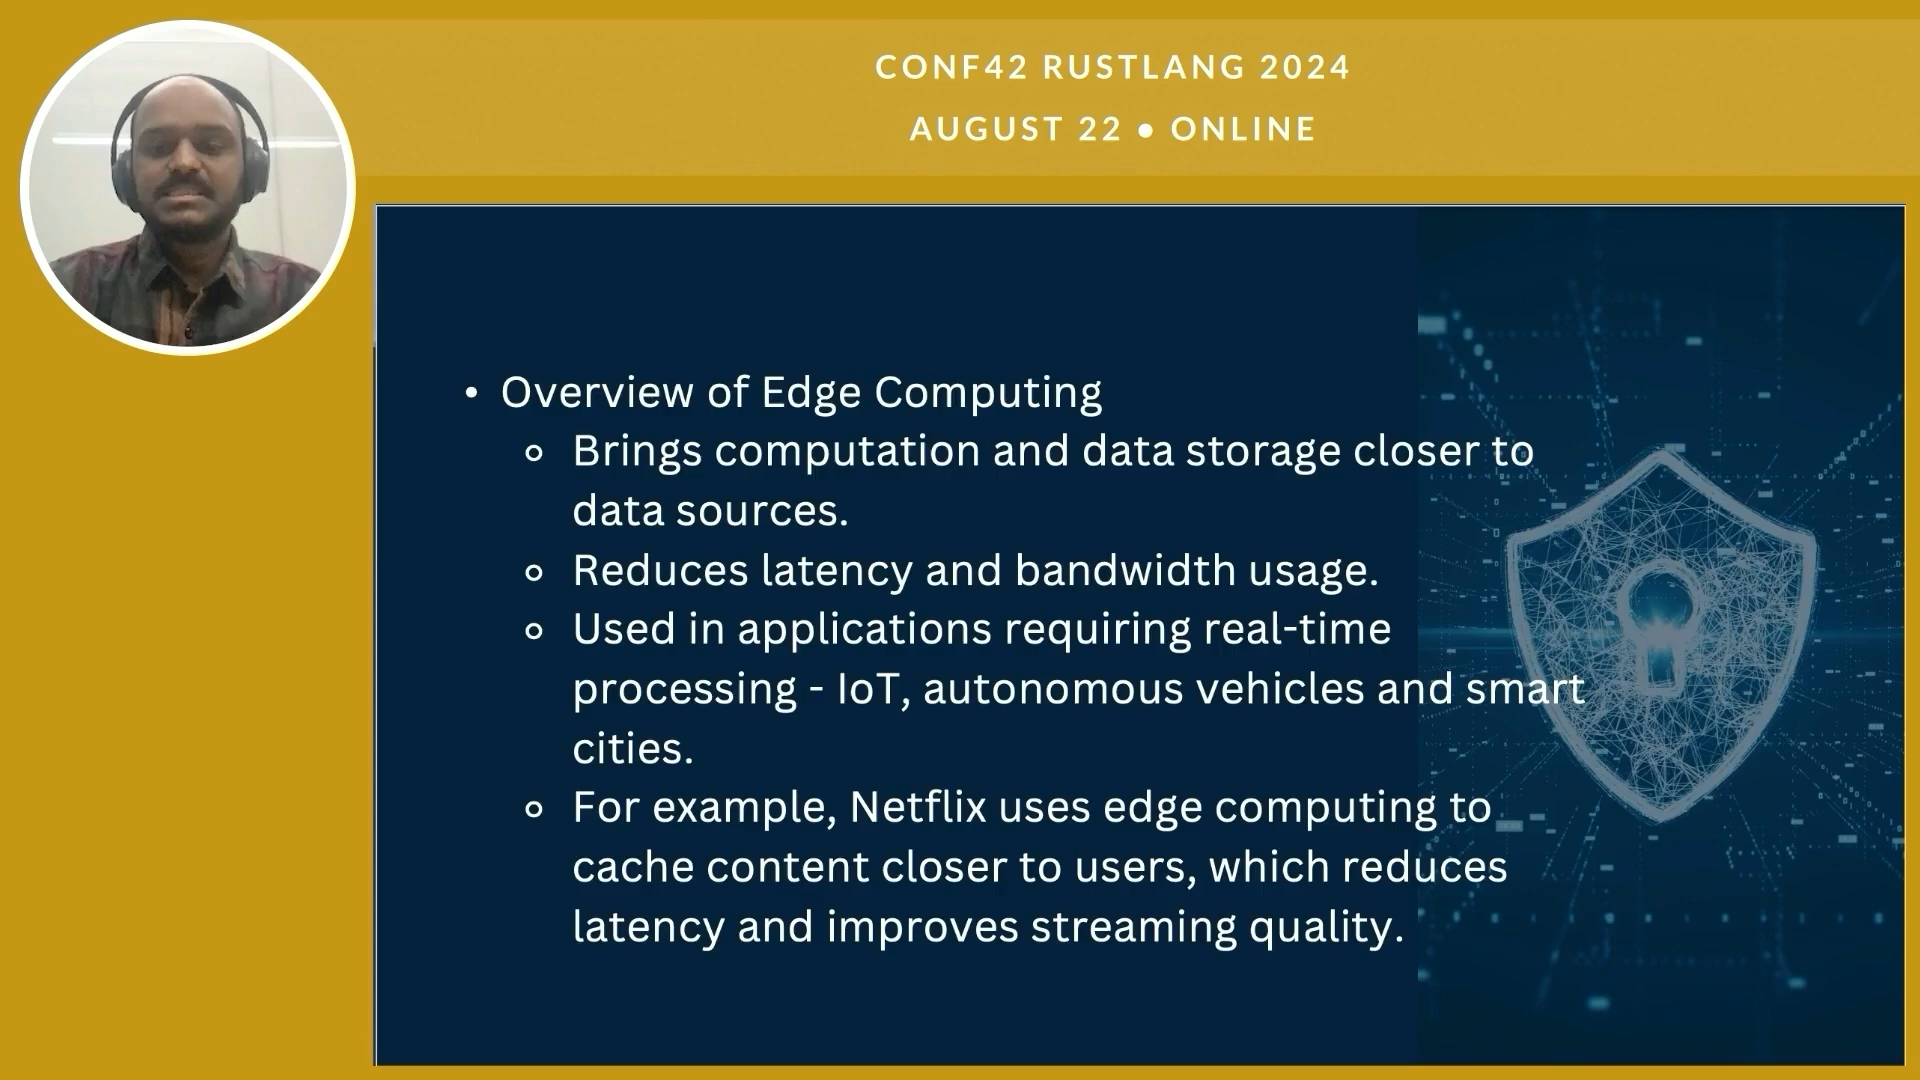 CONF42 RUSTLANG 2024
AUGUST 22 ● ONLINE
• Overview of Edge Computing
Brings computation and data storage closer to
data sources.
Reduces latency and bandwidth usage.
Used in applications requiring real-time
processing - IoT, autonomous vehicles and smart
cities.
For example, Netflix uses edge computing to
cache content closer to users, which reduces
latency and improves streaming quality.